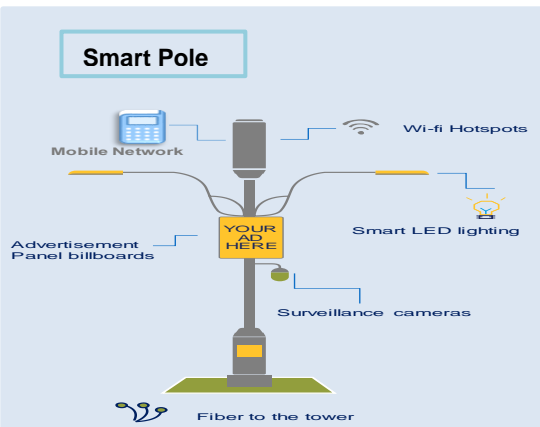 Smart Pole
Mobile Network
Wi-fi Hotspots
YOUR
AD
HERE
Smart LED lighting
Advertisement
Panel billboards
Surveillance cameras
Fiber to the tower